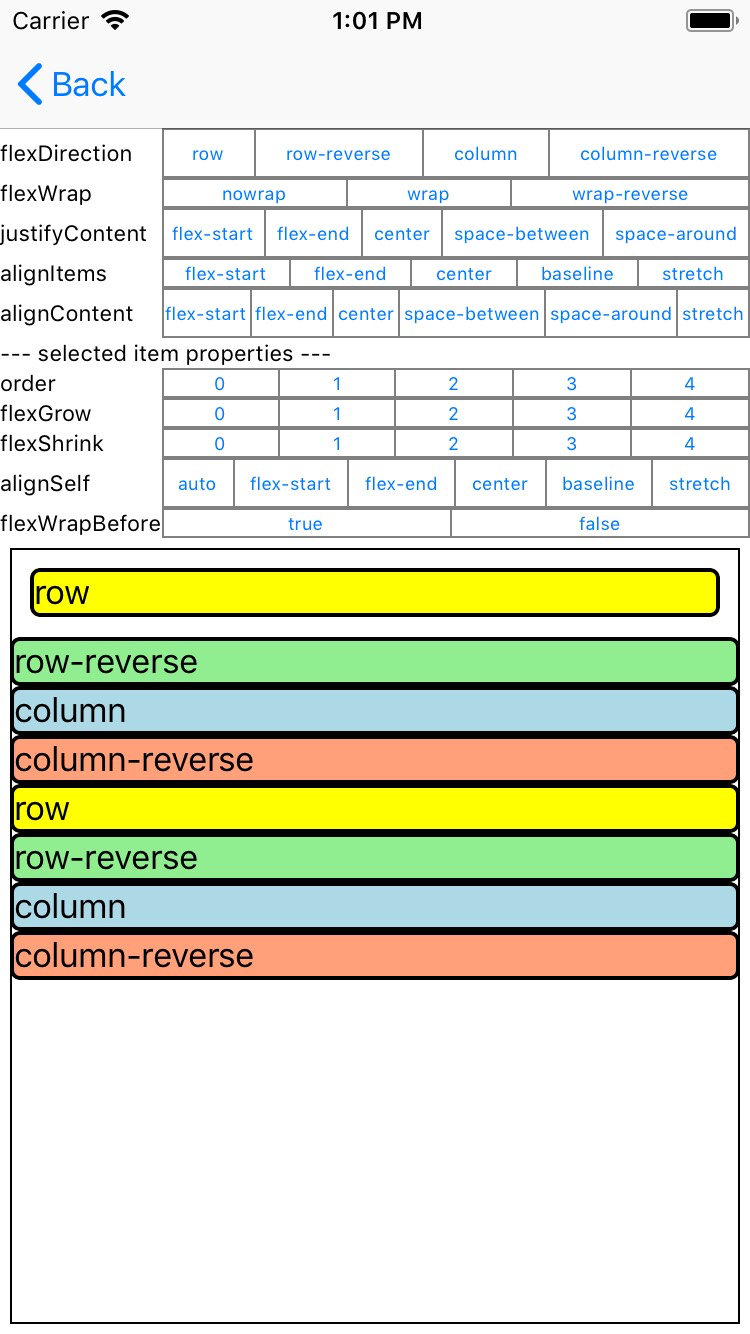 Carrier 1:01 PM
Back
flexDirection row row-reverse column column-reverse
flexWrap nowrap wrap wrap-reverse
justifyContent flex-start flex-end center space-between space-around
alignItems flex-start flex-end center baseline stretch
alignContent flex-start flex-end center space-between space-around stretch
--- selected item properties ---
order 0 1 2 3 4
flexGrow 0 1 2 3 4
flexShrink 0 1 2 3 4
alignSelf auto flex-start flex-end center baseline stretch
flexWrapBefore true false
row
row-reverse
column
column-reverse
row
row-reverse
column
column-reverse